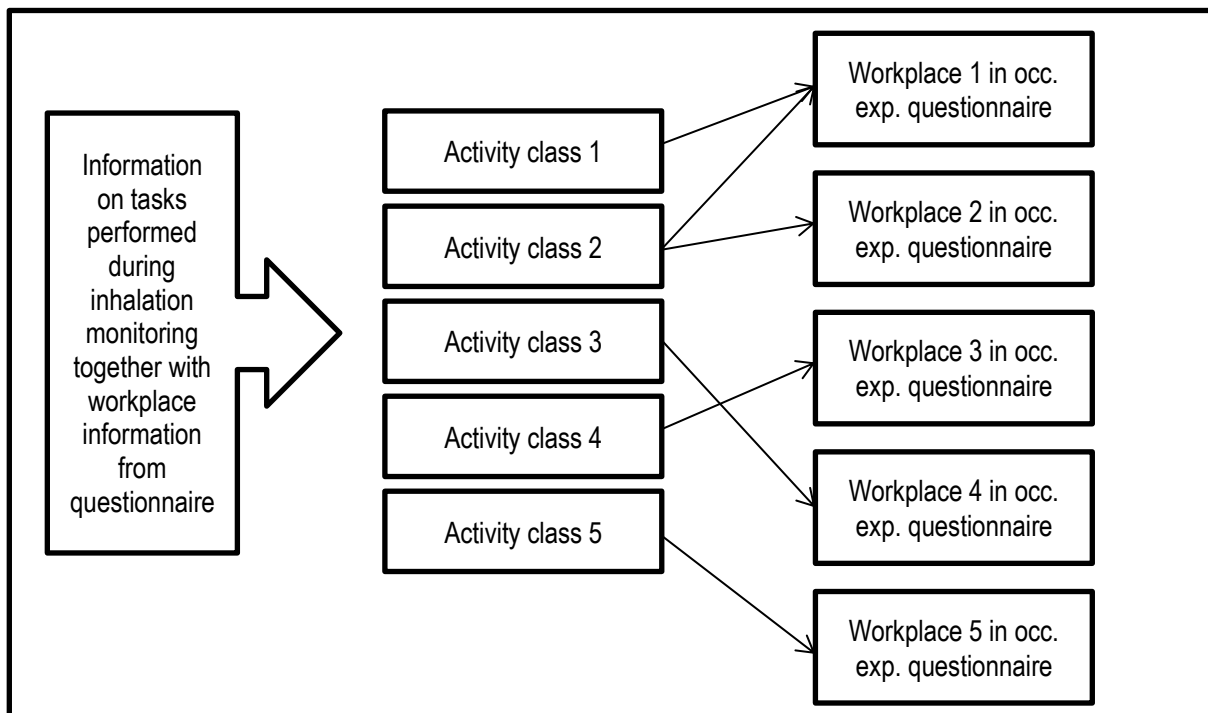 Information
on tasks
performed
during
inhalation
monitoring
together with
workplace
information
from
questionnaire
Activity class 1
Activity class 2
Activity class 3
Activity class 4
Activity class 5
Workplace 1 in occ.
exp. questionnaire
Workplace 2 in occ.
exp. questionnaire
Workplace 3 in occ.
exp. questionnaire
Workplace 4 in occ.
exp. questionnaire
Workplace 5 in occ.
exp. questionnaire